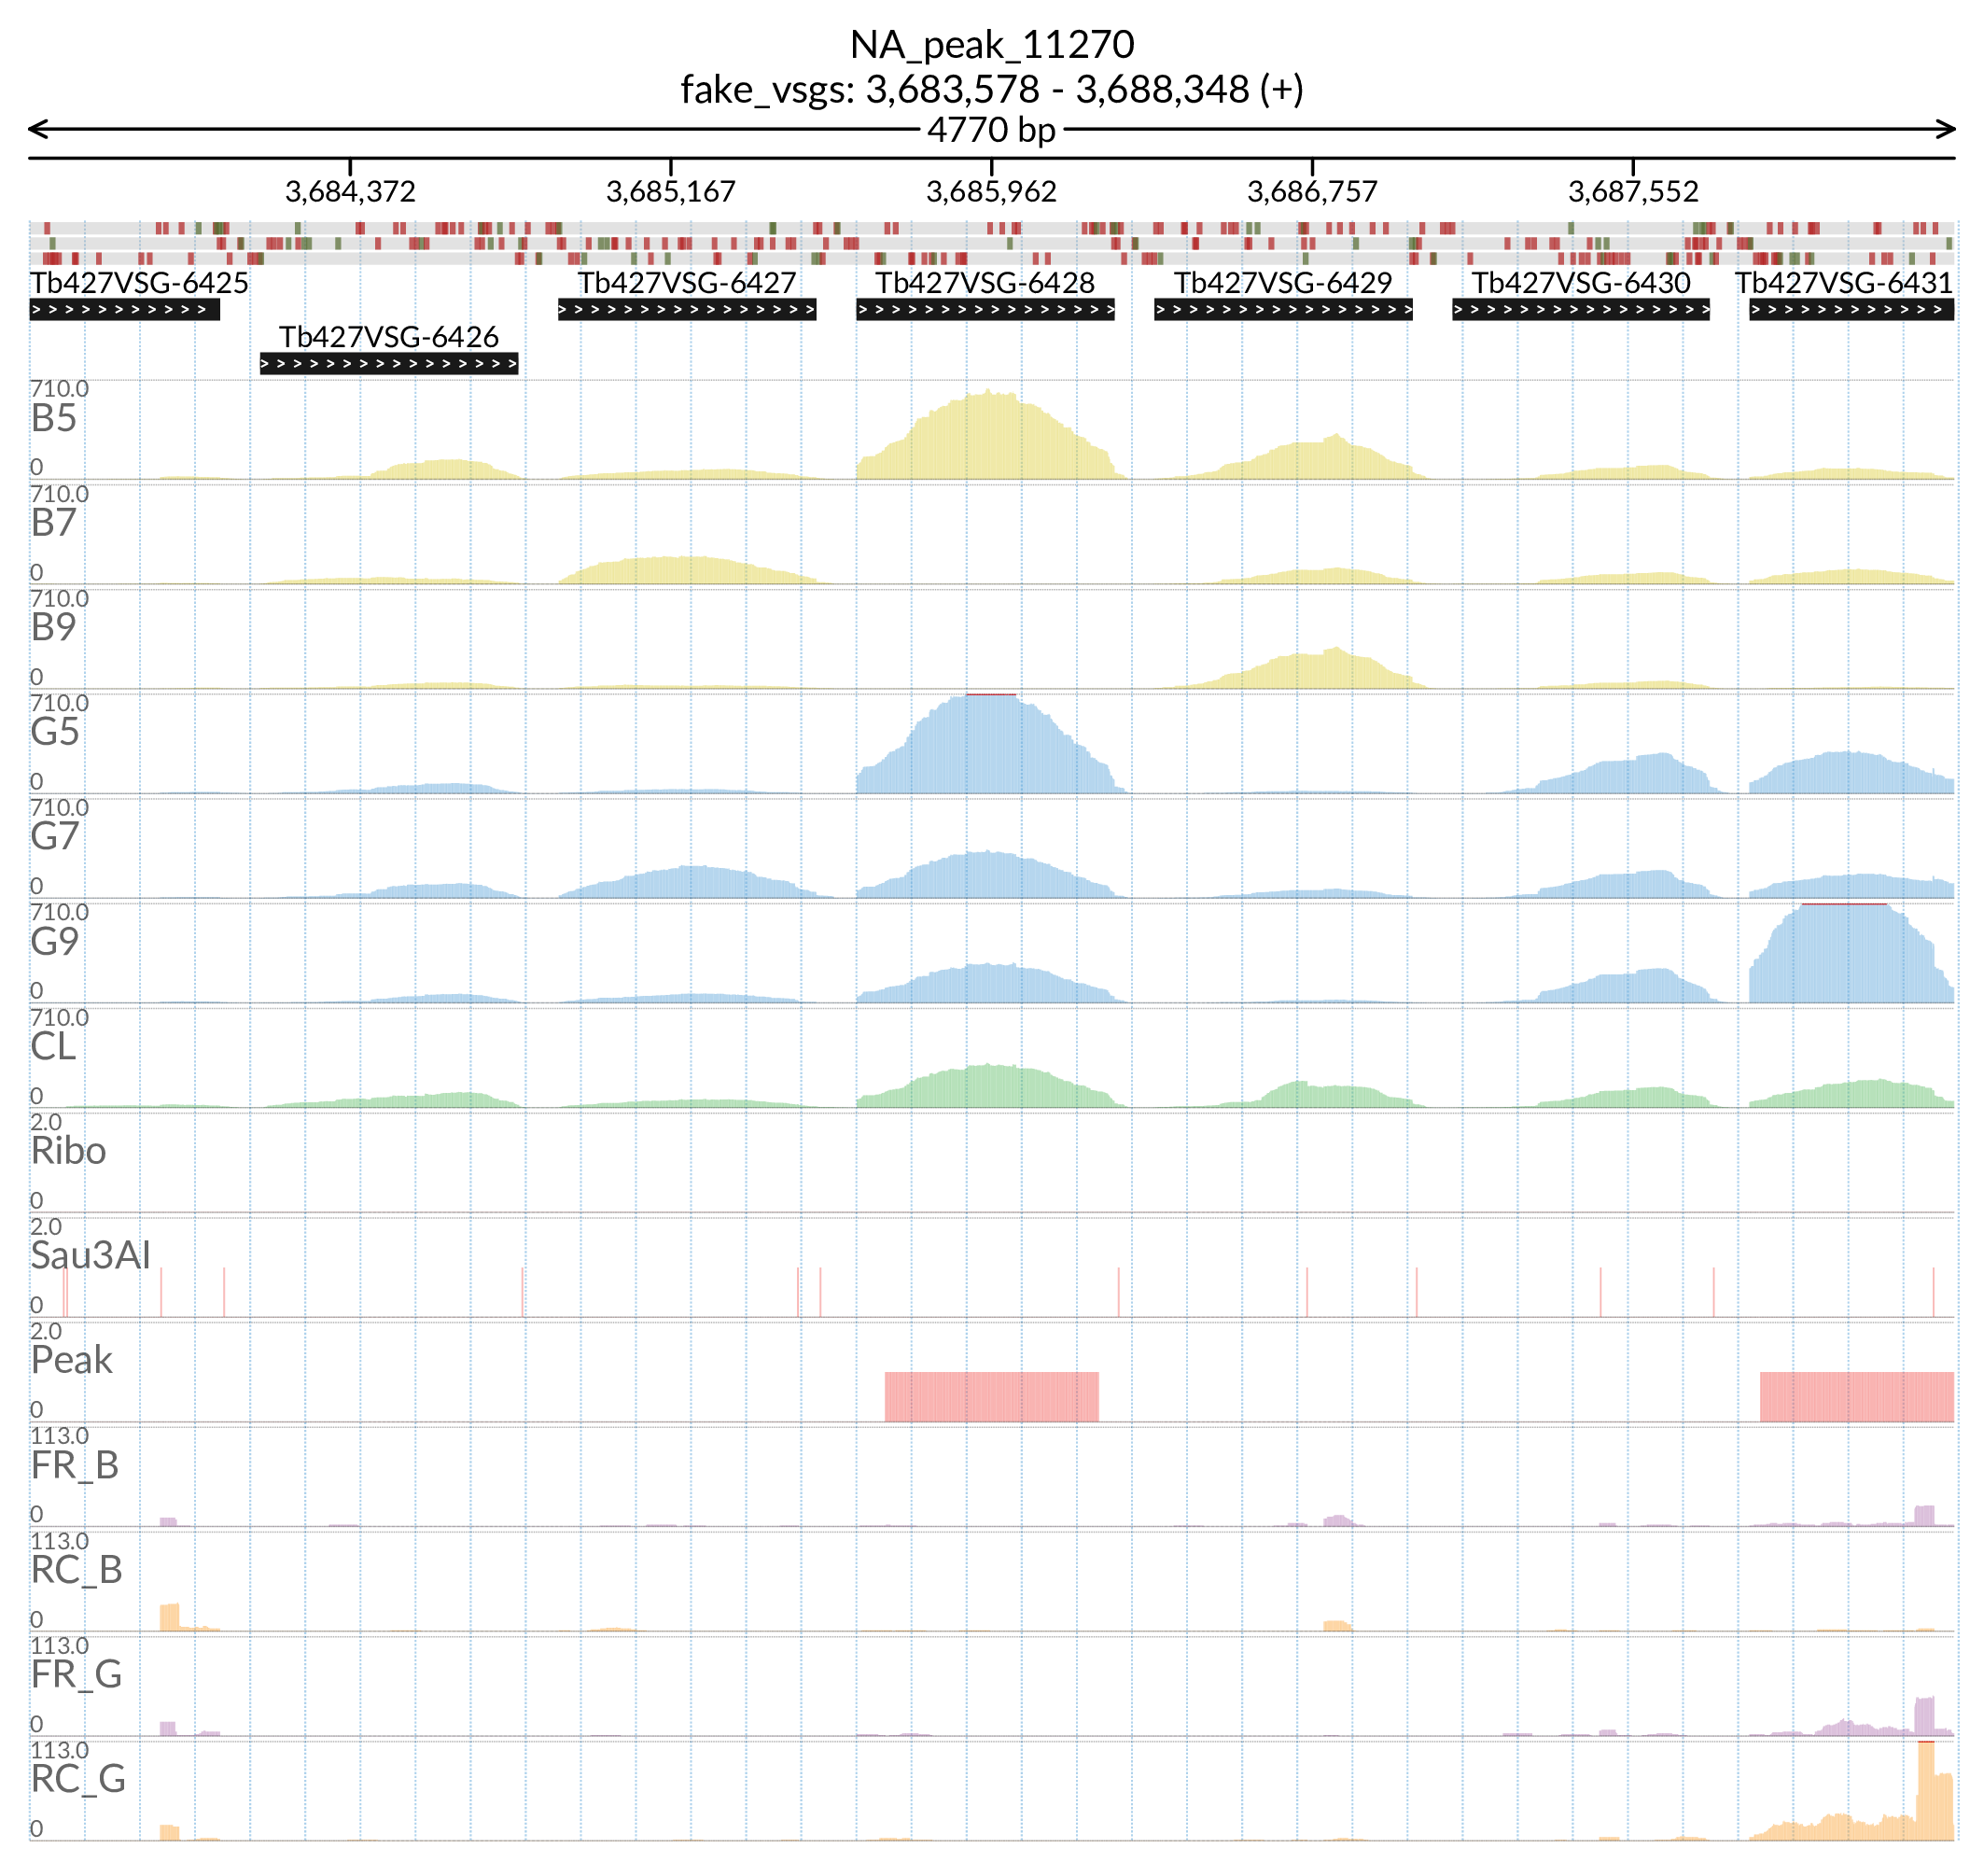 NA_peak_11270
fake_vsgs: 3,683,578 - 3,688,348 (+)
4770 bp
3,684,372 3,685,167 3,685,962 3,686,757 3,687,552
Tb427VSG-6425 Tb427VSG-6427 Tb427VSG-6428 Tb427VSG-6429 Tb427VSG-6430 Tb427VSG-6431
Tb427VSG-6426
710.0
B5
0
710.0
B7
0
710.0
B9
0
710.0
G5
0
710.0
G7
0
710.0
G9
0
710.0
CL
0
2.0
Ribo
0
2.0
Sau3AI
0
2.0
Peak
0
113.0
FR_B
0
113.0
RC_B
0
113.0
FR_G
0
113.0
RC_G
0